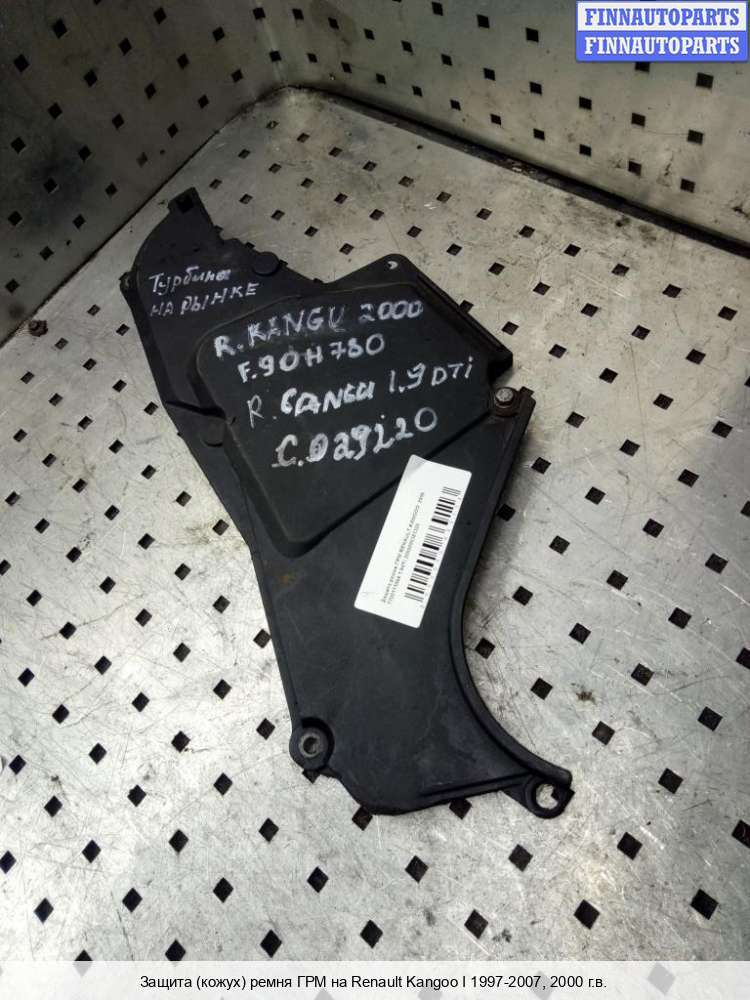 FINNAUTOPARTS
FINNAUTOPARTS
Турбина
НА РЫНКЕ
R. KANGU 2000
F.90H780
R. CANGU 1.9 DTi
C.D29220
Защита (кожух) ремня ГРМ на Renault Kangoo I 1997-2007, 2000 г.в.